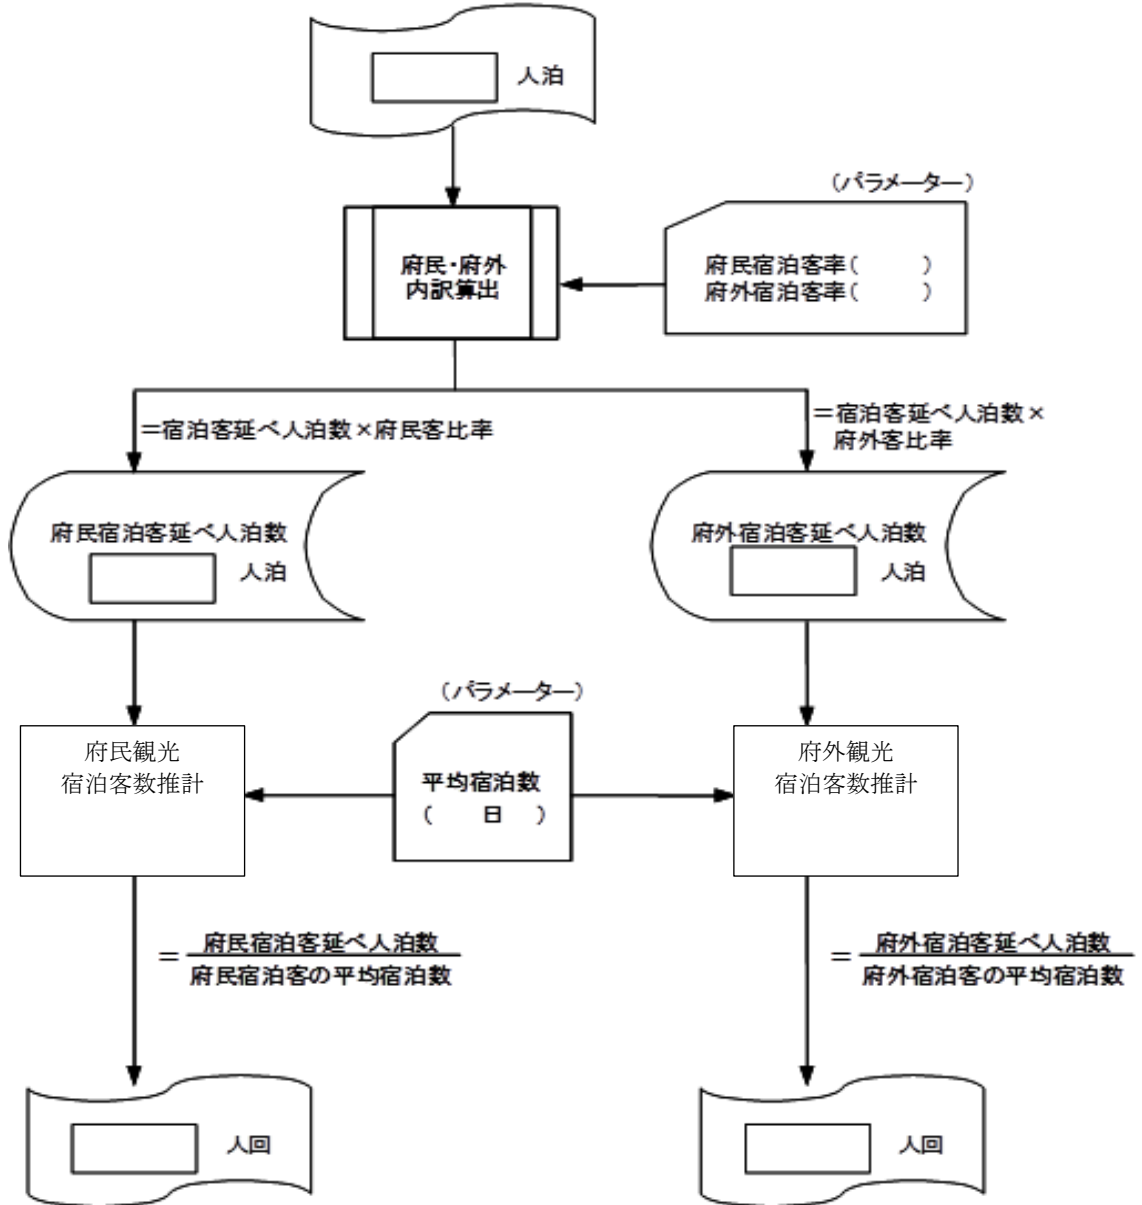 人泊
(パラメーター)
府民・府外
内訳算出
府民宿泊客率(　　　)
府外宿泊客率(　　　)
＝宿泊客延べ人泊数×府民客比率
＝宿泊客延べ人泊数×
府外客比率
府民宿泊客延べ人泊数
人泊
府外宿泊客延べ人泊数
人泊
(パラメーター)
府民観光
宿泊客数推計
平均宿泊数
(　　日　)
府外観光
宿泊客数推計
＝ 府民宿泊客延べ人泊数
府民宿泊客の平均宿泊数
＝ 府外宿泊客延べ人泊数
府外宿泊客の平均宿泊数
人回
人回